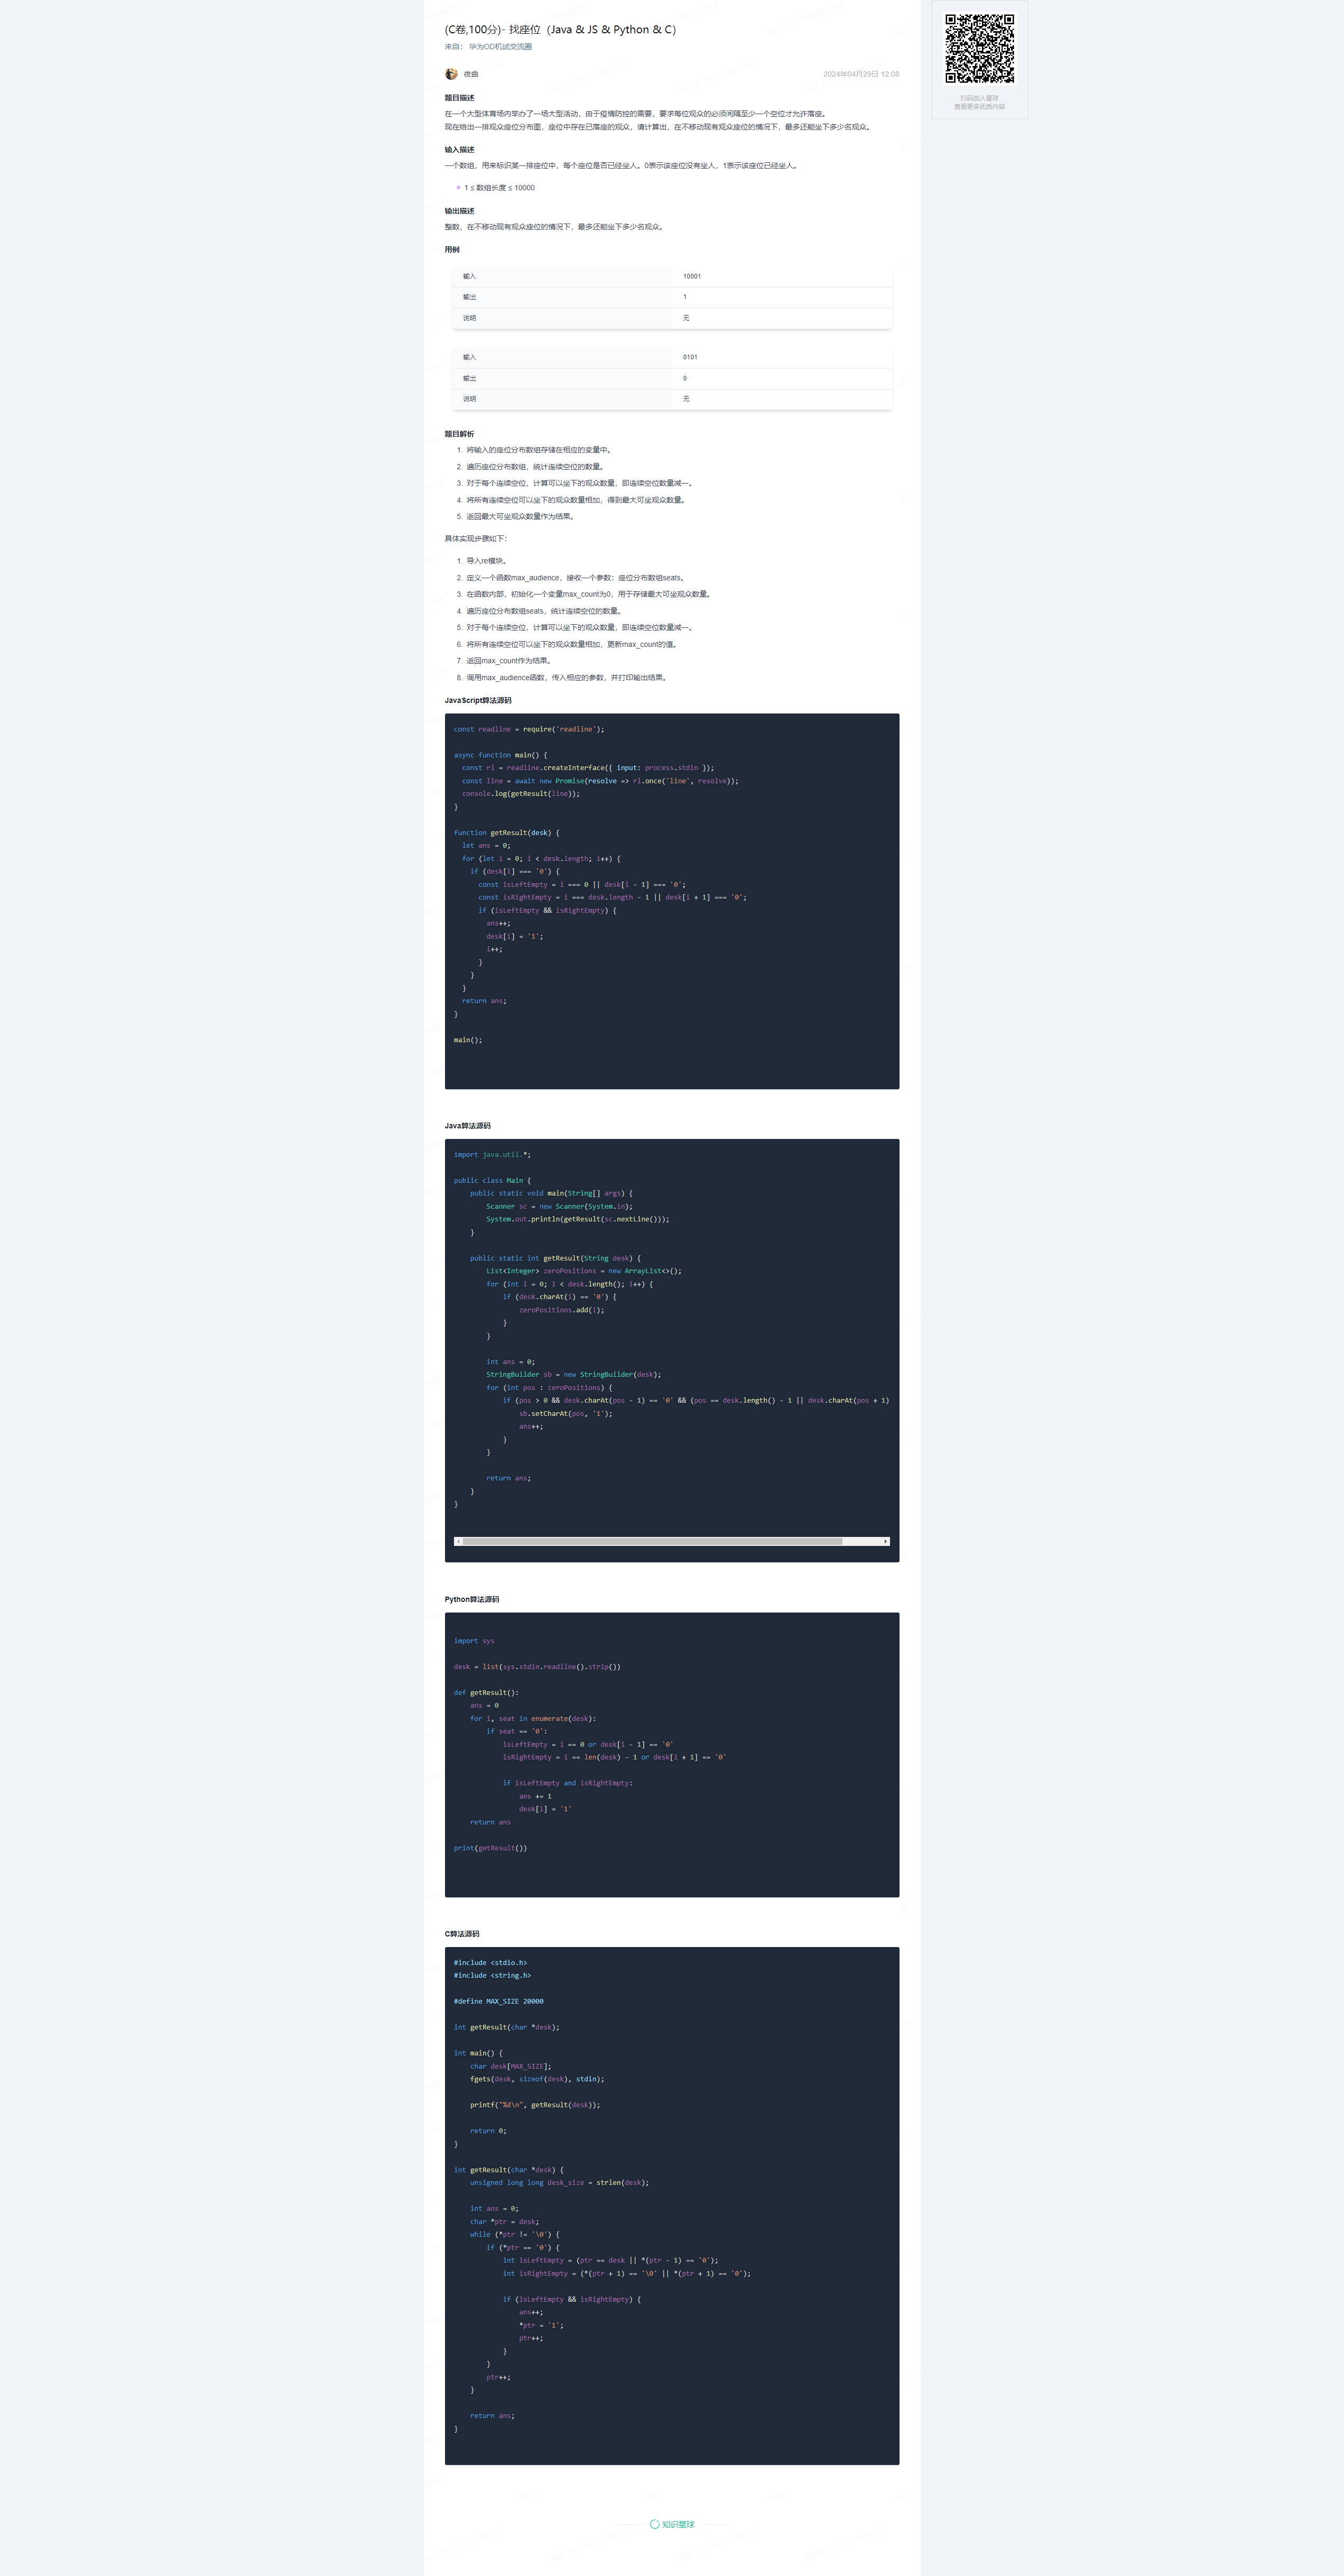 (C卷,100分)- 找座位（Java & JS & Python & C）
来自： 华为OD机试交流圈
夜曲
2024年04月29日 12:08
扫码加入星球
查看更多优质内容
题目描述
在一个大型体育场内举办了一场大型活动，由于疫情防控的需要，要求每位观众的必须间隔至少一个空位才允许落座。
现在给出一排观众座位分布图，座位中存在已落座的观众，请计算出，在不移动现有观众座位的情况下，最多还能坐下多少名观众。
输入描述
一个数组，用来标识某一排座位中，每个座位是否已经坐人。0表示该座位没有坐人，1表示该座位已经坐人。
1 ≤ 数组长度 ≤ 10000
输出描述
整数，在不移动现有观众座位的情况下，最多还能坐下多少名观众。
用例
输入 10001
输出 1
说明 无
输入 0101
输出 0
说明 无
题目解析
1. 将输入的座位分布数组存储在相应的变量中。
2. 遍历座位分布数组，统计连续空位的数量。
3. 对于每个连续空位，计算可以坐下的观众数量，即连续空位数量减一。
4. 将所有连续空位可以坐下的观众数量相加，得到最大可坐观众数量。
5. 返回最大可坐观众数量作为结果。
具体实现步骤如下：
1. 导入re模块。
2. 定义一个函数max_audience，接收一个参数：座位分布数组seats。
3. 在函数内部，初始化一个变量max_count为0，用于存储最大可坐观众数量。
4. 遍历座位分布数组seats，统计连续空位的数量。
5. 对于每个连续空位，计算可以坐下的观众数量，即连续空位数量减一。
6. 将所有连续空位可以坐下的观众数量相加，更新max_count的值。
7. 返回max_count作为结果。
8. 调用max_audience函数，传入相应的参数，并打印输出结果。
JavaScript算法源码
const readline = require('readline');
async function main() {
  const rl = readline.createInterface({ input: process.stdin });
  const line = await new Promise(resolve => rl.once('line', resolve));
  console.log(getResult(line));
}
function getResult(desk) {
  let ans = 0;
  for (let i = 0; i < desk.length; i++) {
    if (desk[i] === '0') {
      const isLeftEmpty = i === 0 || desk[i - 1] === '0';
      const isRightEmpty = i === desk.length - 1 || desk[i + 1] === '0';
      if (isLeftEmpty && isRightEmpty) {
        ans++;
        desk[i] = '1';
        i++;
      }
    }
  }
  return ans;
}
main();
Java算法源码
import java.util.*;
public class Main {
    public static void main(String[] args) {
        Scanner sc = new Scanner(System.in);
        System.out.println(getResult(sc.nextLine()));
    }
    public static int getResult(String desk) {
        List<Integer> zeroPositions = new ArrayList<>();
        for (int i = 0; i < desk.length(); i++) {
            if (desk.charAt(i) == '0') {
                zeroPositions.add(i);
            }
        }
        int ans = 0;
        StringBuilder sb = new StringBuilder(desk);
        for (int pos : zeroPositions) {
            if (pos > 0 && desk.charAt(pos - 1) == '0' && (pos == desk.length() - 1 || desk.charAt(pos + 1)
                sb.setCharAt(pos, '1');
                ans++;
            }
        }
        return ans;
    }
}
Python算法源码
import sys
desk = list(sys.stdin.readline().strip())
def getResult():
    ans = 0
    for i, seat in enumerate(desk):
        if seat == '0':
            isLeftEmpty = i == 0 or desk[i - 1] == '0'
            isRightEmpty = i == len(desk) - 1 or desk[i + 1] == '0'
            if isLeftEmpty and isRightEmpty:
                ans += 1
                desk[i] = '1'
    return ans
print(getResult())
C算法源码
#include <stdio.h>
#include <string.h>
#define MAX_SIZE 20000
int getResult(char *desk);
int main() {
    char desk[MAX_SIZE];
    fgets(desk, sizeof(desk), stdin);
    printf("%d\n", getResult(desk));
    return 0;
}
int getResult(char *desk) {
    unsigned long long desk_size = strlen(desk);
    int ans = 0;
    char *ptr = desk;
    while (*ptr != '\0') {
        if (*ptr == '0') {
            int isLeftEmpty = (ptr == desk || *(ptr - 1) == '0');
            int isRightEmpty = (*(ptr + 1) == '\0' || *(ptr + 1) == '0');
            if (isLeftEmpty && isRightEmpty) {
                ans++;
                *ptr = '1';
                ptr++;
            }
        }
        ptr++;
    }
    return ans;
}
知识星球